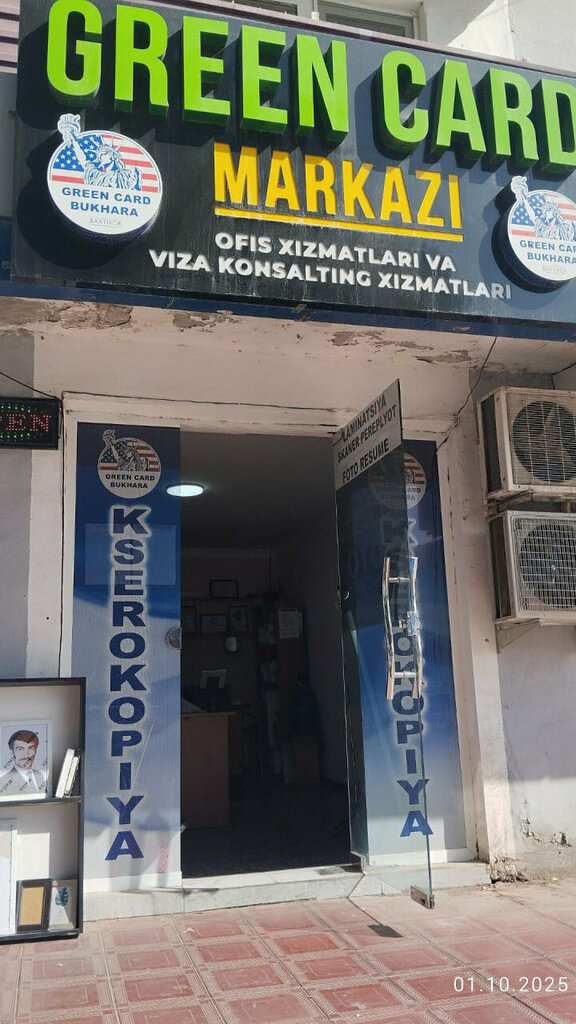 GREEN CARD
MARKAZI
OFIS XIZMATLARI VA
VIZA KONSALTING XIZMATLARI
GREEN CARD
BUKHARA
BAXTIYOR
GREEN CARD
BUKHARA
LAMINATSIYA
SKANER PEREPLYOT
FOTO RESUME
GREEN CARD
BUKHARA
KSEROKOPIYA
KSEROKOPIYA
01.10.2025